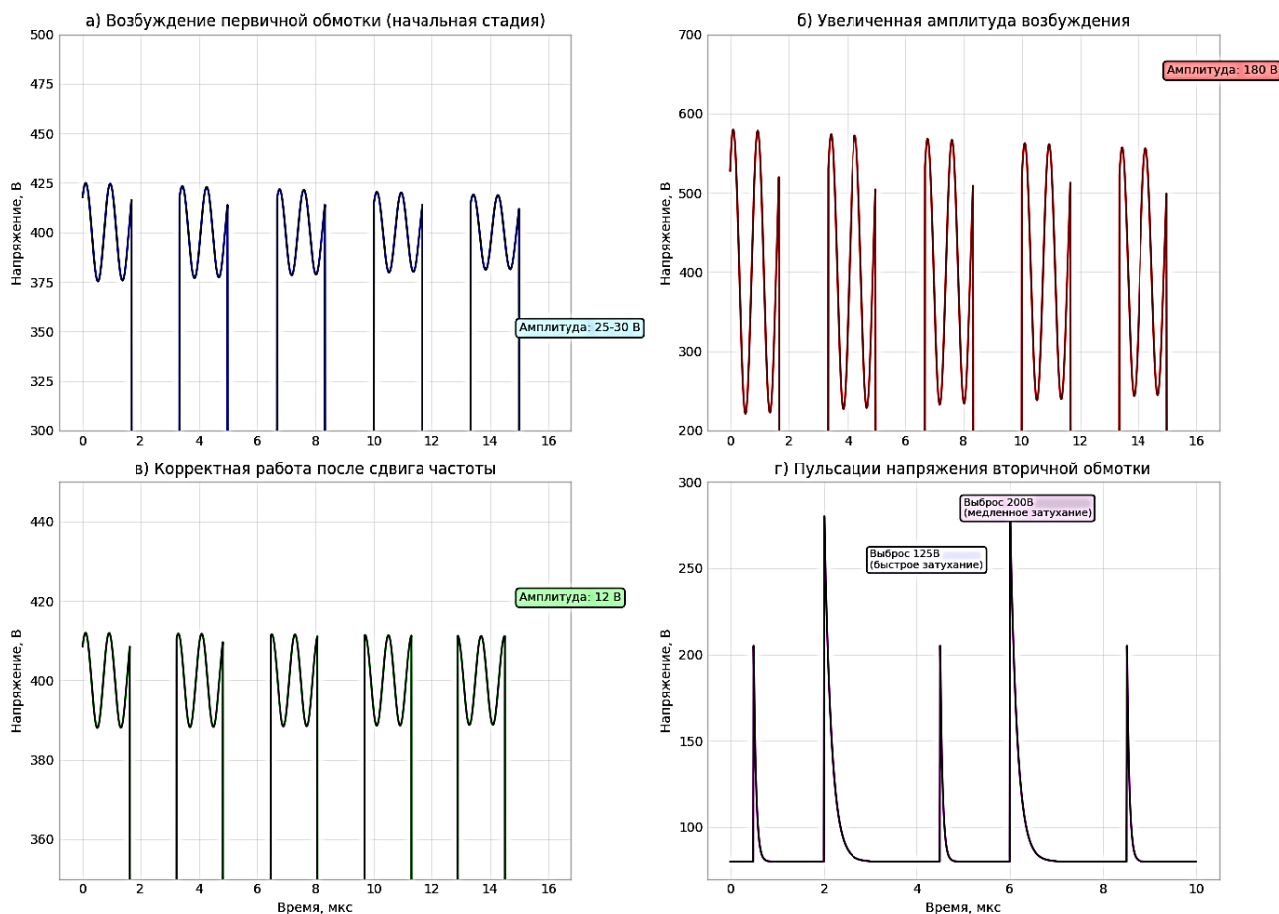 а) Возбуждение первичной обмотки (начальная стадия)
Напряжение, В
500
475
450
425
400
375
350
325
300
Амплитуда: 25-30 В
0 2 4 6 8 10 12 14 16
б) Увеличенная амплитуда возбуждения
Напряжение, В
700
600
500
400
300
200
Амплитуда: 180 В
0 2 4 6 8 10 12 14 16
в) Корректная работа после сдвига частоты
Напряжение, В
440
420
400
380
360
Амплитуда: 12 В
0 2 4 6 8 10 12 14 16
Время, мкс
г) Пульсации напряжения вторичной обмотки
Напряжение, В
300
250
200
150
100
Выброс 200В
(медленное затухание)
Выброс 125В
(быстрое затухание)
0 2 4 6 8 10
Время, мкс